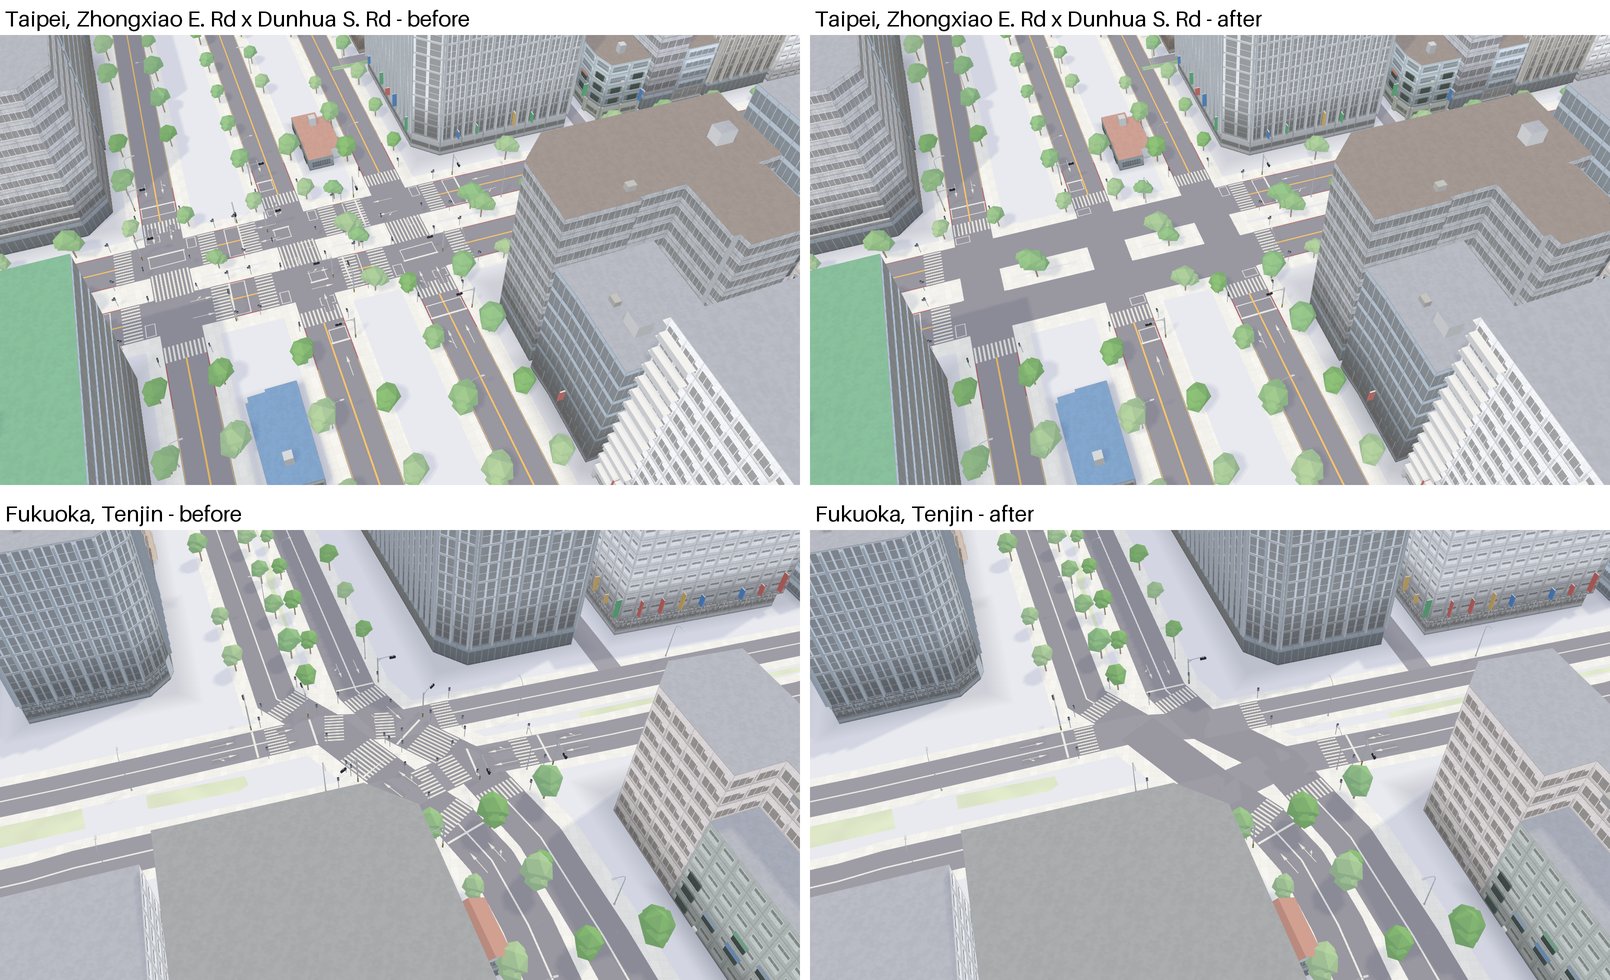 Taipei, Zhongxiao E. Rd x Dunhua S. Rd - before
Taipei, Zhongxiao E. Rd x Dunhua S. Rd - after
Fukuoka, Tenjin - before
Fukuoka, Tenjin - after